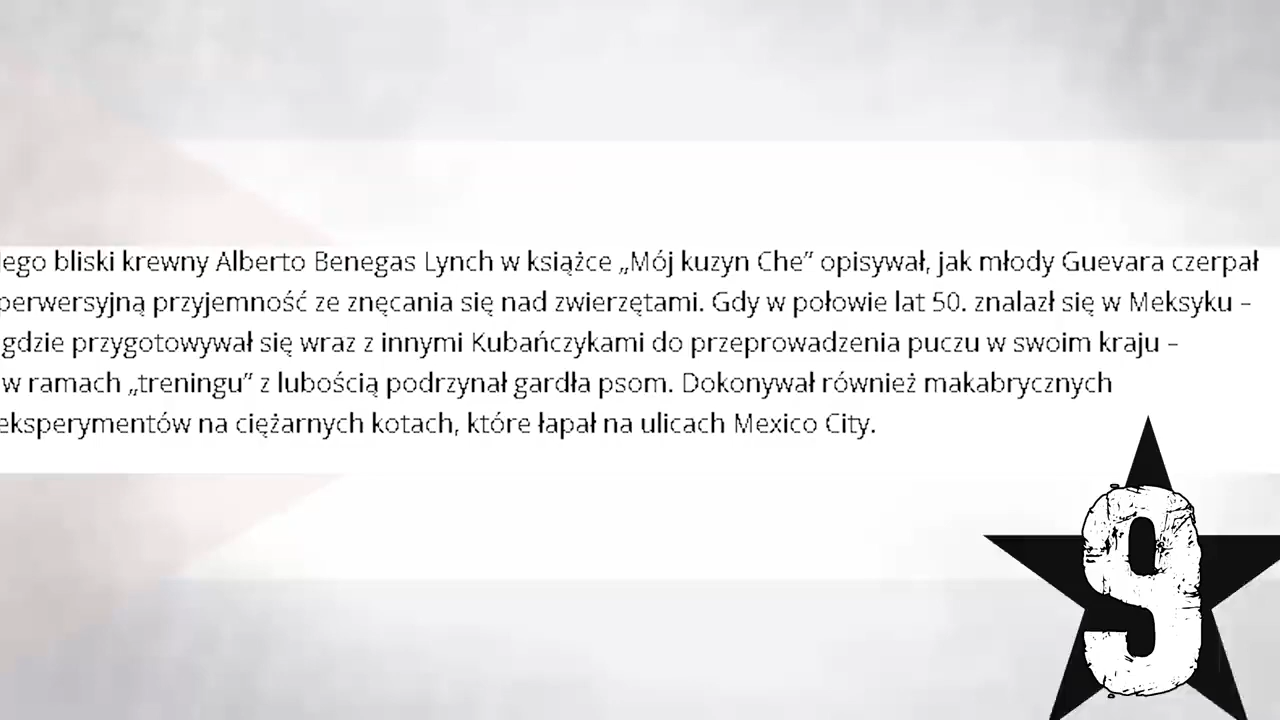 Jego bliski krewny Alberto Benegas Lynch w książce „Mój kuzyn Che” opisywał, jak młody Guevara czerpał
perwersyjną przyjemność ze znęcania się nad zwierzętami. Gdy w połowie lat 50. znalazł się w Meksyku –
gdzie przygotowywał się wraz z innymi Kubańczykami do przeprowadzenia puczu w swoim kraju –
w ramach „treningu” z lubością podrzynał gardła psom. Dokonywał również makabrycznych
eksperymentów na ciężarnych kotach, które łapał na ulicach Mexico City.
9